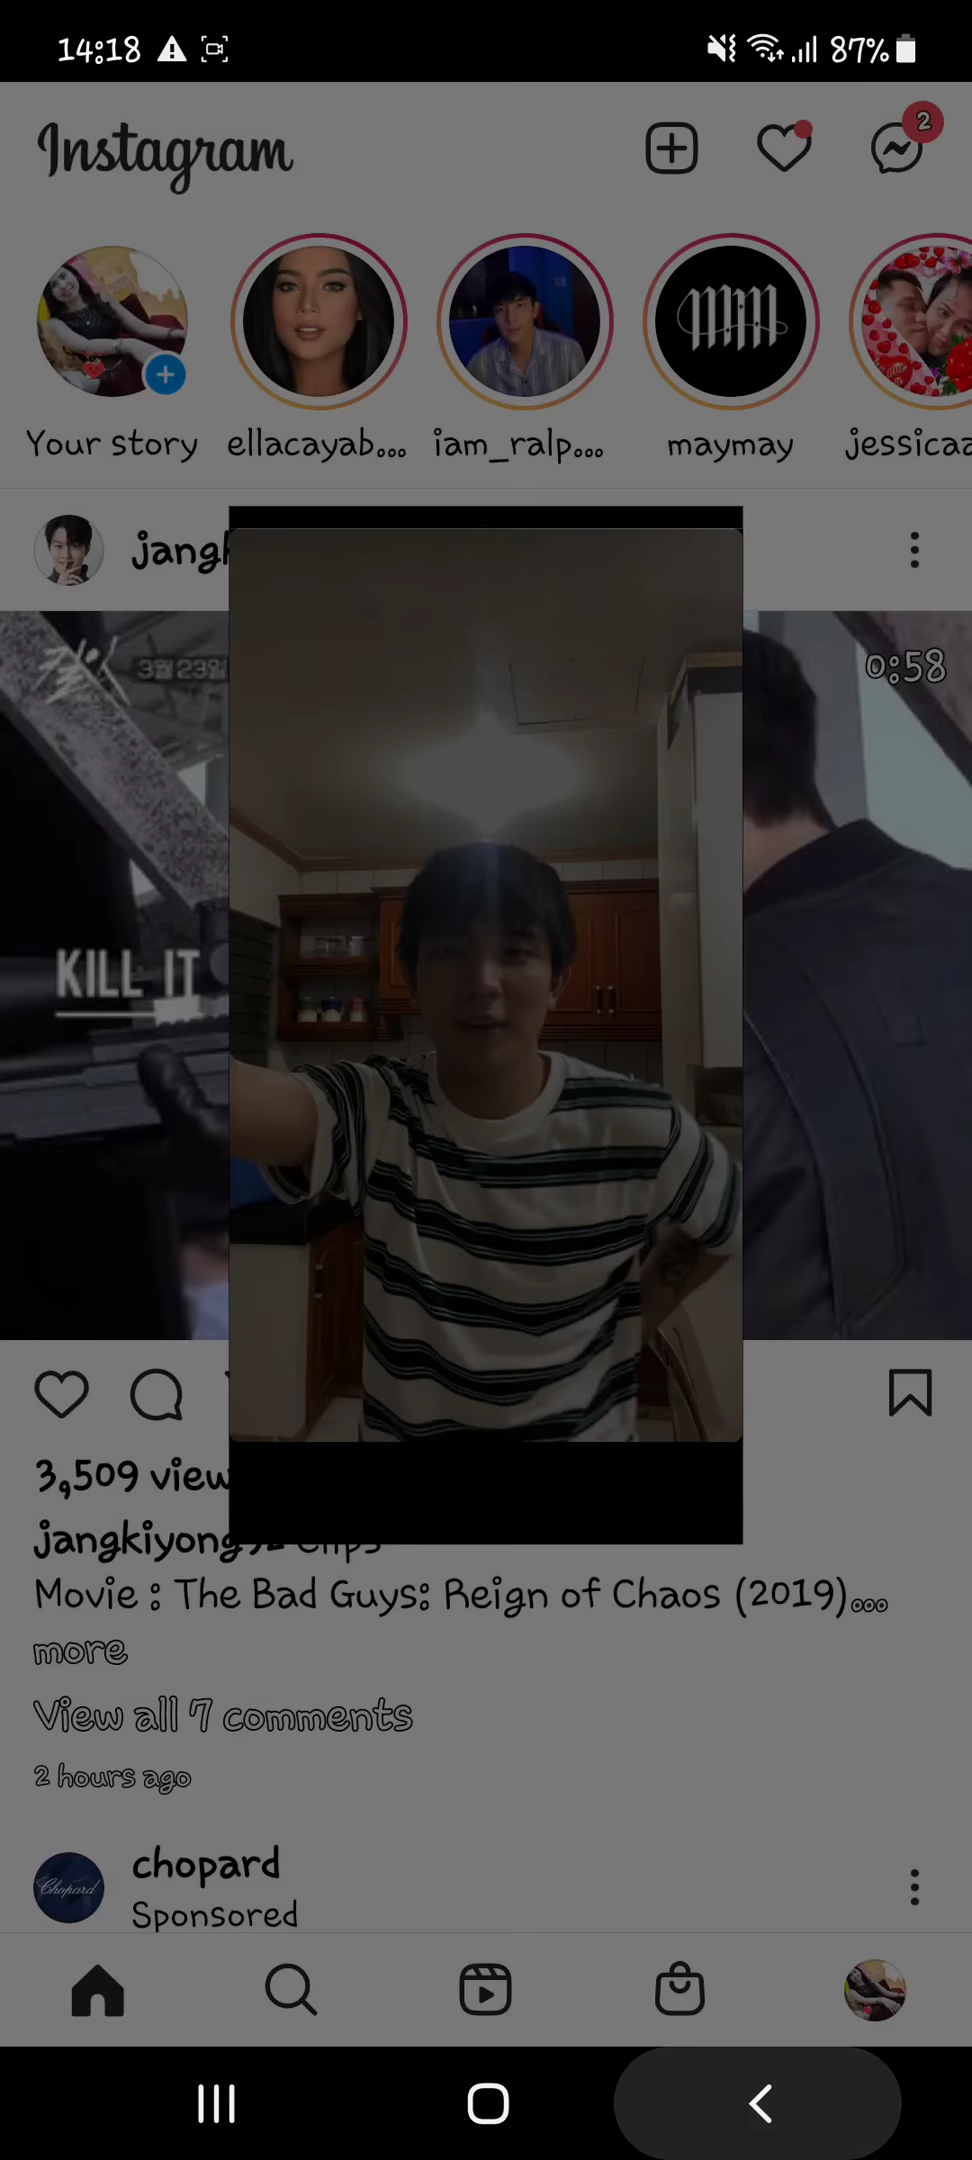 14:18
87%
Instagram
2
Your story
ellacayab...
iam_ralp...
maymay
jessicaa
3월 23일
0:58
KILL IT
3,509 view
jangkiyong
Movie : The Bad Guys: Reign of Chaos (2019)...
more
View all 7 comments
2 hours ago
Chopard
chopard
Sponsored